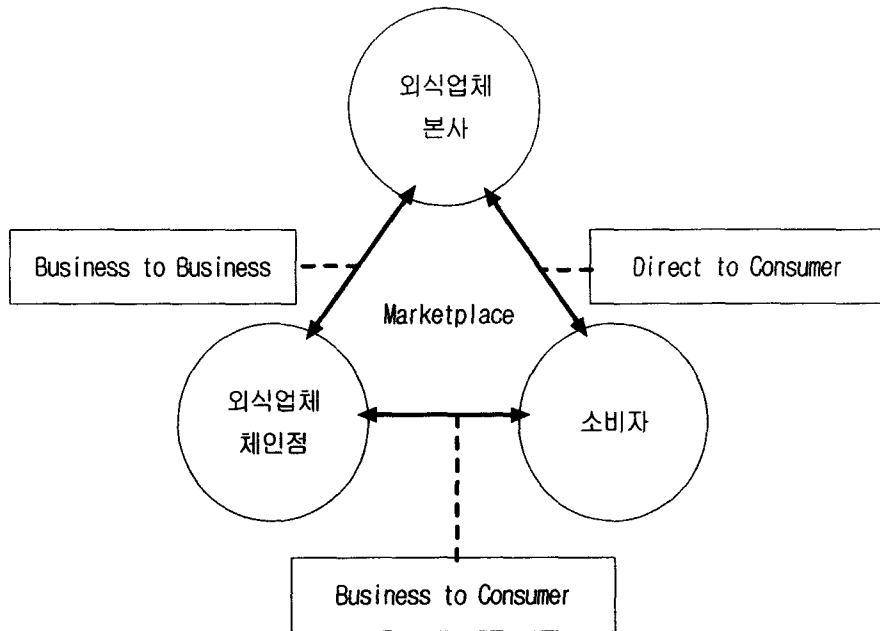 외식업체
본사
Business to Business
Direct to Consumer
Marketplace
외식업체
체인점
소비자
Business to Consumer